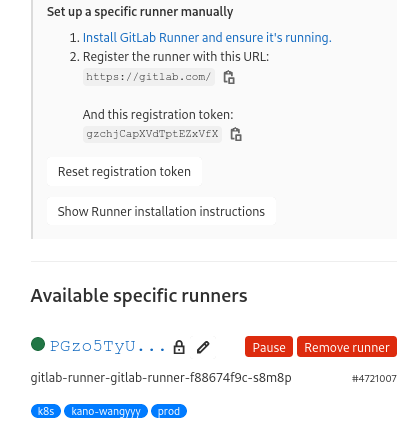 Set up a specific runner manually
1. Install GitLab Runner and ensure it's running.
2. Register the runner with this URL:
https://gitlab.com/
And this registration token:
gzchjCapXVdTptEZxVfX
Reset registration token
Show Runner installation instructions
Available specific runners
PGzo5TyU... Pause Remove runner
gitlab-runner-gitlab-runner-f88674f9c-s8m8p #4721007
k8s kano-wangyyy prod